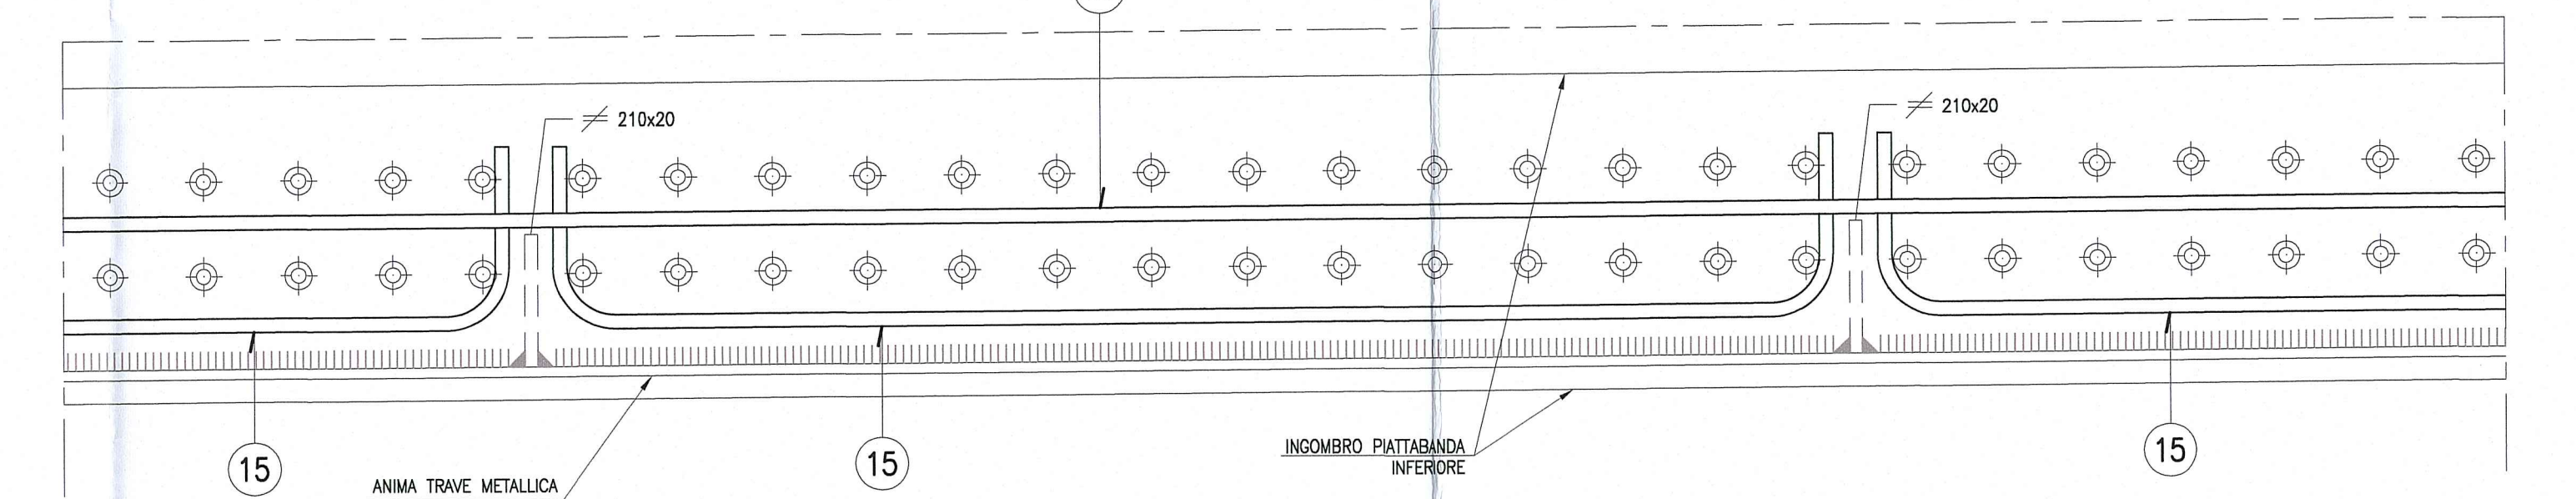 210x20
210x20
15
15
15
INGOMBRO PIATTABANDA
INFERIORE
ANIMA TRAVE METALLICA